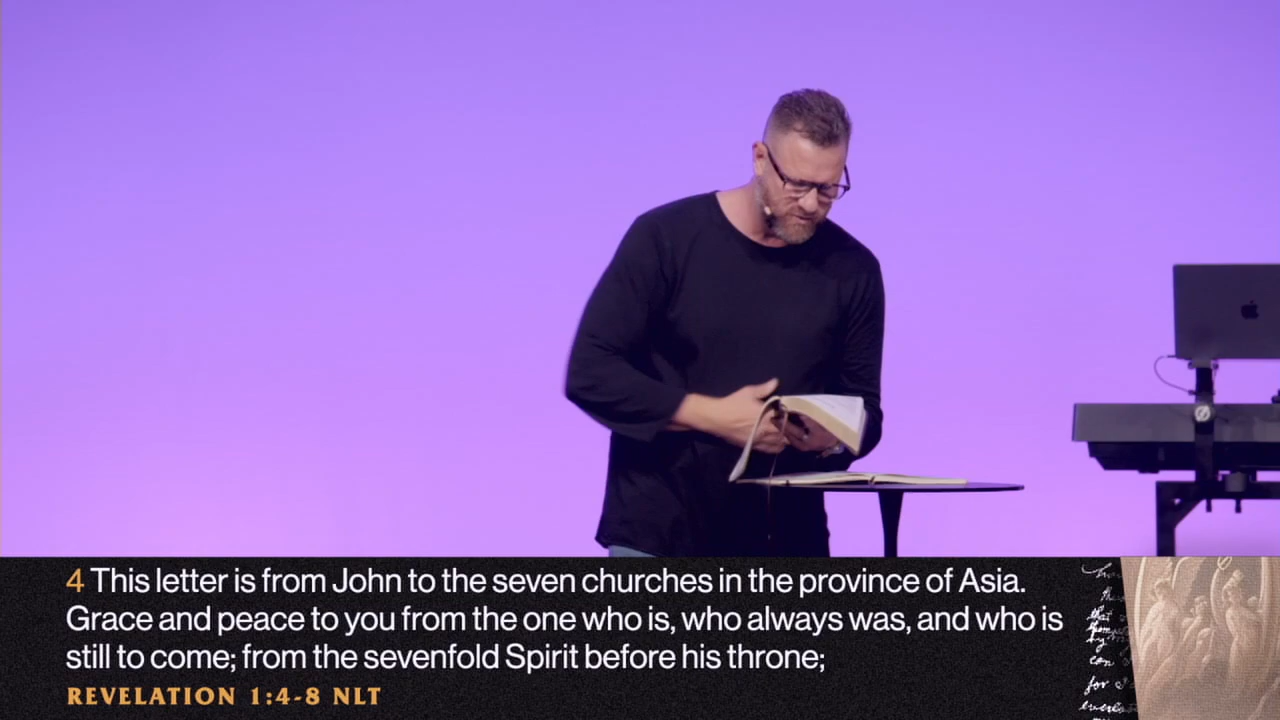 4 This letter is from John to the seven churches in the province of Asia.
Grace and peace to you from the one who is, who always was, and who is
still to come; from the sevenfold Spirit before his throne;
REVELATION 1:4-8 NLT
that
for